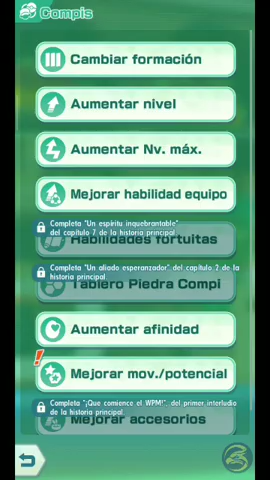 Compis
Cambiar formación
Aumentar nivel
Aumentar Nv. máx.
Mejorar habilidad equipo
Completa "Un espíritu inquebrantable"
del capítulo 7 de la historia principal.
Habilidades fortuitas
Completa "Un aliado esperanzador" del capítulo 2 de la
historia principal.
Tablero Piedra Compi
Aumentar afinidad
Mejorar mov./potencial
Completa "¡Que comience el WPM!", del primer interludio
de la historia principal.
Mejorar accesorios